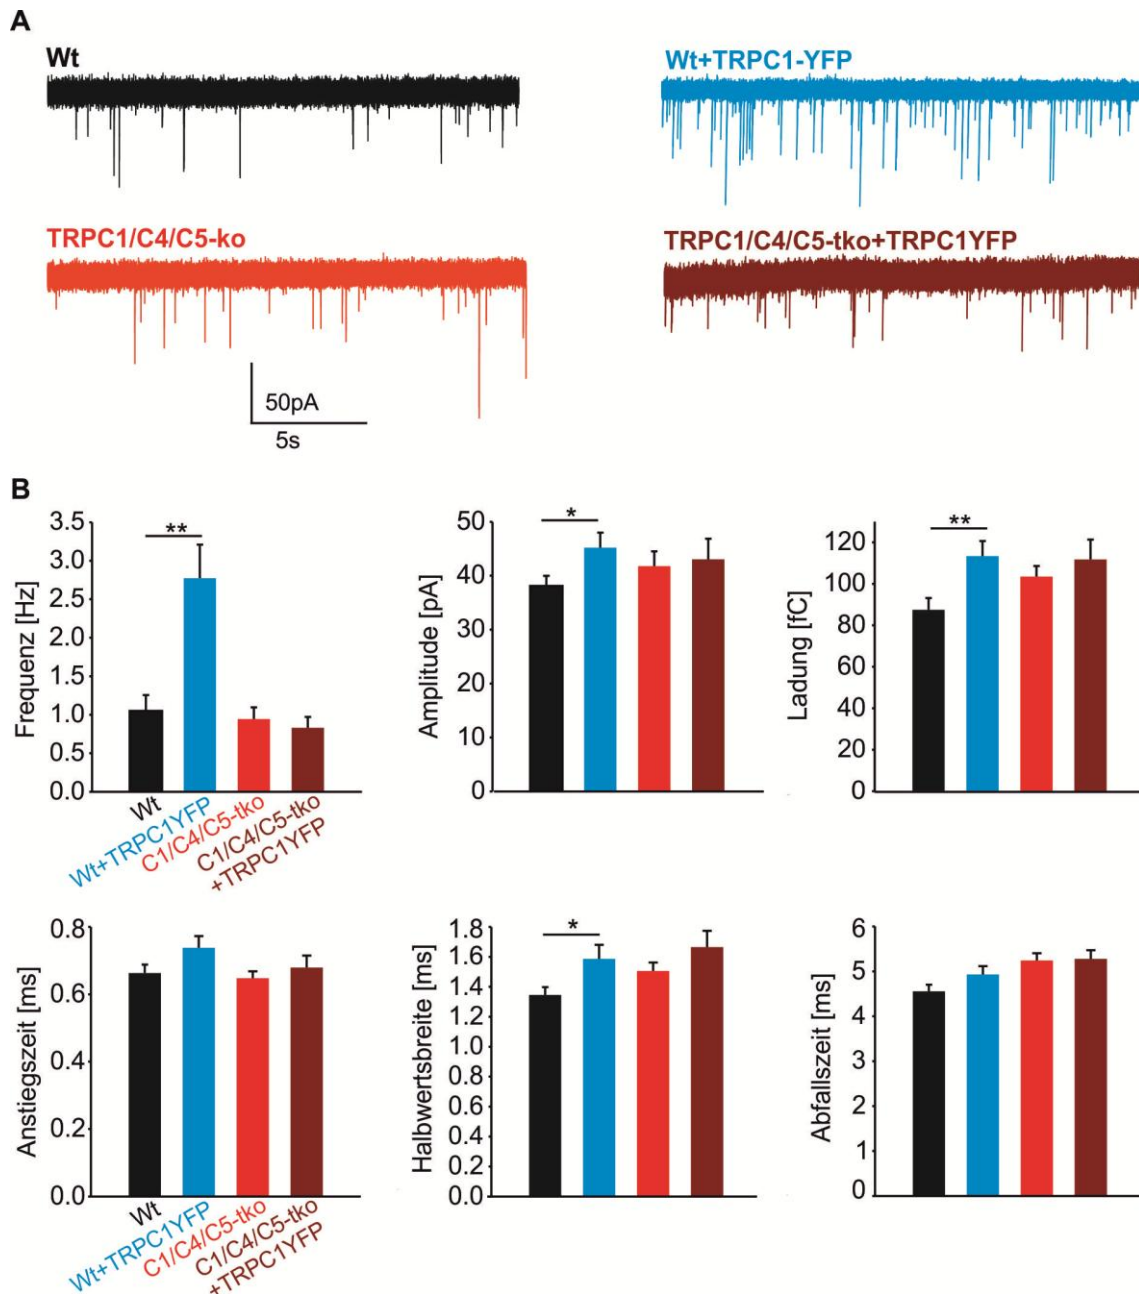 A
Wt
Wt+TRPC1-YFP
TRPC1/C4/C5-ko
TRPC1/C4/C5-tko+TRPC1YFP
50pA
5s
B
Frequenz [Hz]
3.5
3.0
2.5
2.0
1.5
1.0
0.5
0.0
**
Wt
Wt+TRPC1YFP
C1/C4/C5-tko
C1/C4/C5-tko
+TRPC1YFP
Amplitude [pA]
50
40
30
20
10
0
*
Ladung [fC]
120
100
80
60
40
20
0
**
Anstiegszeit [ms]
0.8
0.6
0.4
0.2
0.0
Wt
Wt+TRPC1YFP
C1/C4/C5-tko
C1/C4/C5-tko
+TRPC1YFP
Halbwertsbreite [ms]
1.8
1.6
1.4
1.2
1.0
1.8
1.6
1.4
1.2
0.0
*
Abfallszeit [ms]
6
5
4
3
2
1
0